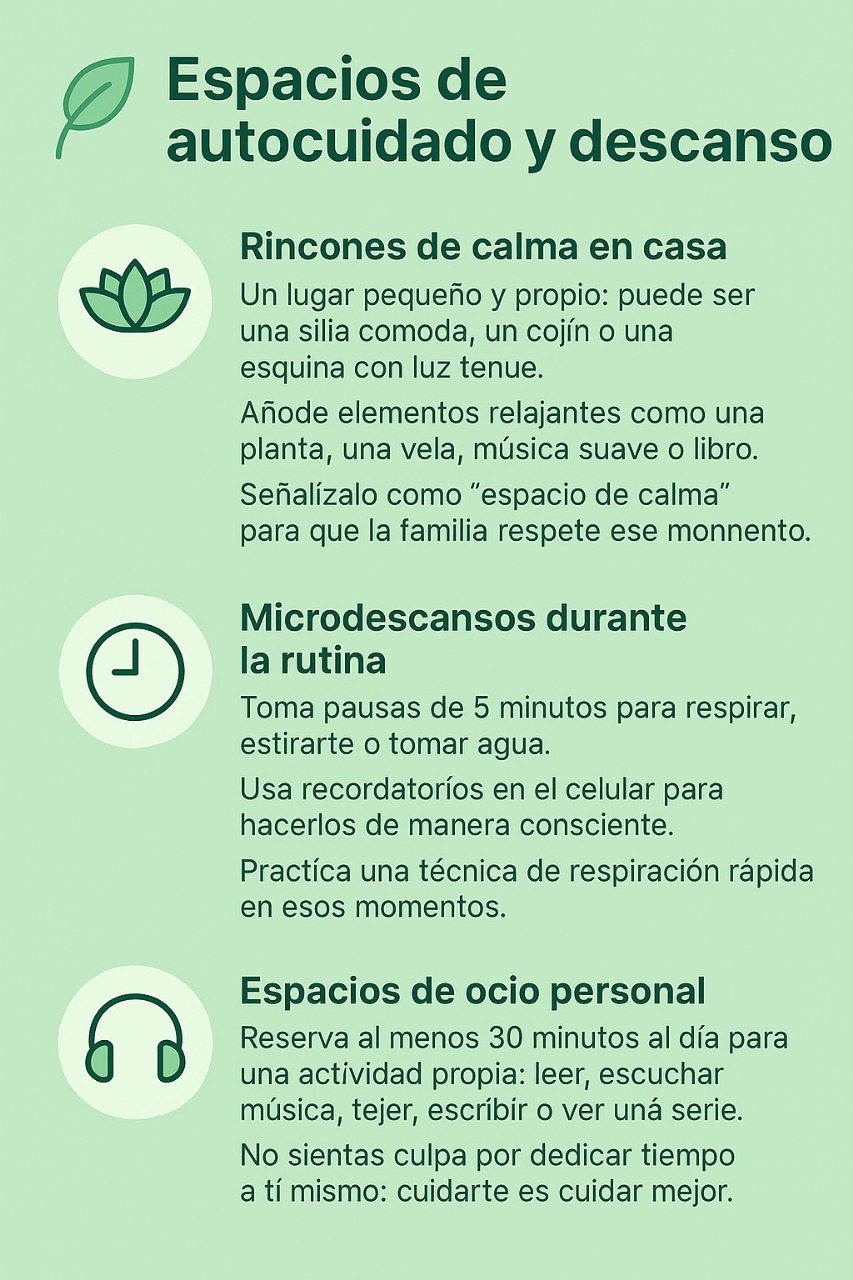 Espacios de
autocuidado y descanso
Rincones de calma en casa
Un lugar pequeño y propio: puede ser
una silia comoda, un cojín o una
esquina con luz tenue.
Añode elementos relajantes como una
planta, una vela, música suave o libro.
Señalízalo como “espacio de calma”
para que la familia respete ese monnento.
Microdescansos durante
la rutina
Toma pausas de 5 minutos para respirar,
estirarte o tomar agua.
Usa recordatoríos en el celular para
hacerlos de manera consciente.
Practíca una técnica de respiración rápida
en esos momentos.
Espacios de ocio personal
Reserva al menos 30 minutos al día para
una actívidad propia: leer, escuchar
música, tejer, escríbír o ver uná serie.
No sientas culpa por dedicar tiempo
a tí mismo: cuidarte es cuidar mejor.